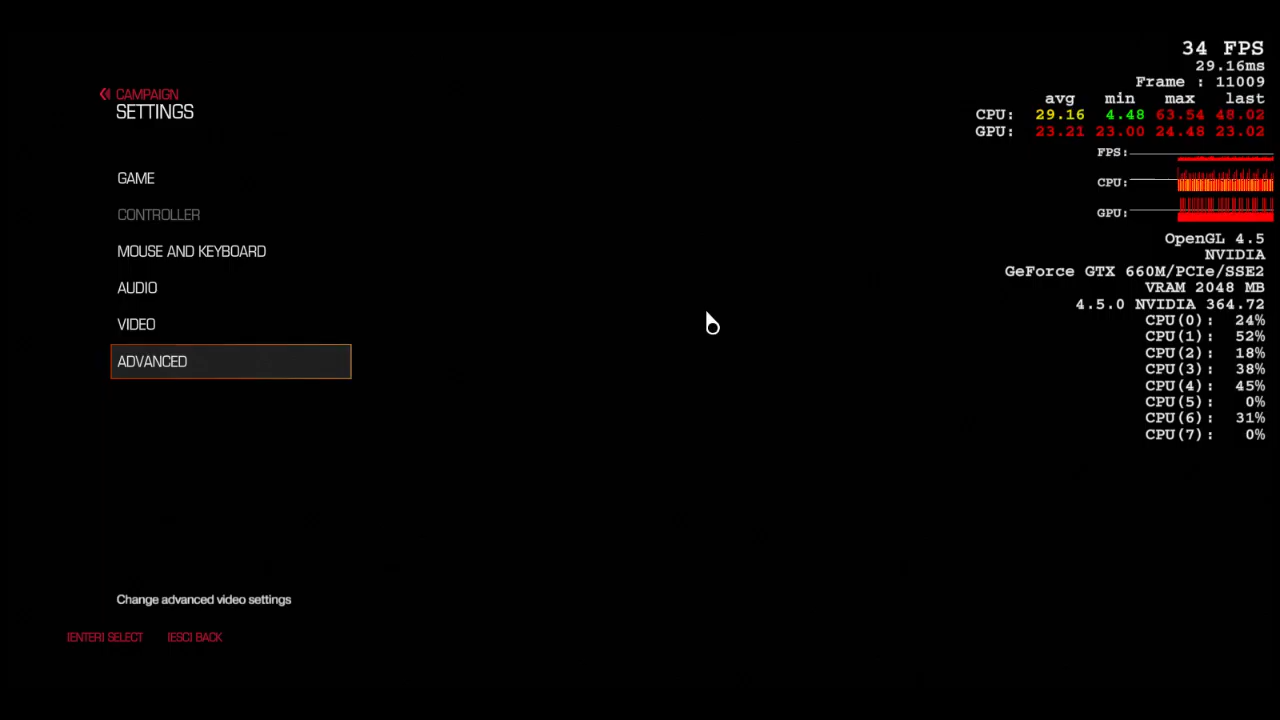 CAMPAIGN
SETTINGS
GAME
CONTROLLER
MOUSE AND KEYBOARD
AUDIO
VIDEO
ADVANCED
Change advanced video settings
[ENTER] SELECT [ESC] BACK
34 FPS
29.16ms
Frame : 11009
avg min max last
CPU: 29.16 4.48 63.54 48.02
GPU: 23.21 23.00 24.48 23.02
FPS:
CPU:
GPU:
OpenGL 4.5
NVIDIA
GeForce GTX 660M/PCIe/SSE2
VRAM 2048 MB
4.5.0 NVIDIA 364.72
CPU(0): 24%
CPU(1): 52%
CPU(2): 18%
CPU(3): 38%
CPU(4): 45%
CPU(5): 0%
CPU(6): 31%
CPU(7): 0%